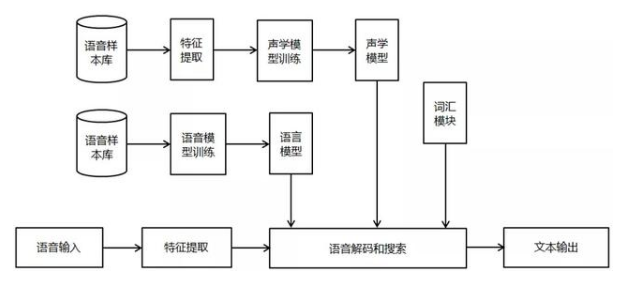 语音样
本库
特征
提取
声学模
型训练
声学
模型
词汇
模块
语音样
本库
语音模
型训练
语言
模型
语音输入
特征提取
语音解码和搜索
文本输出